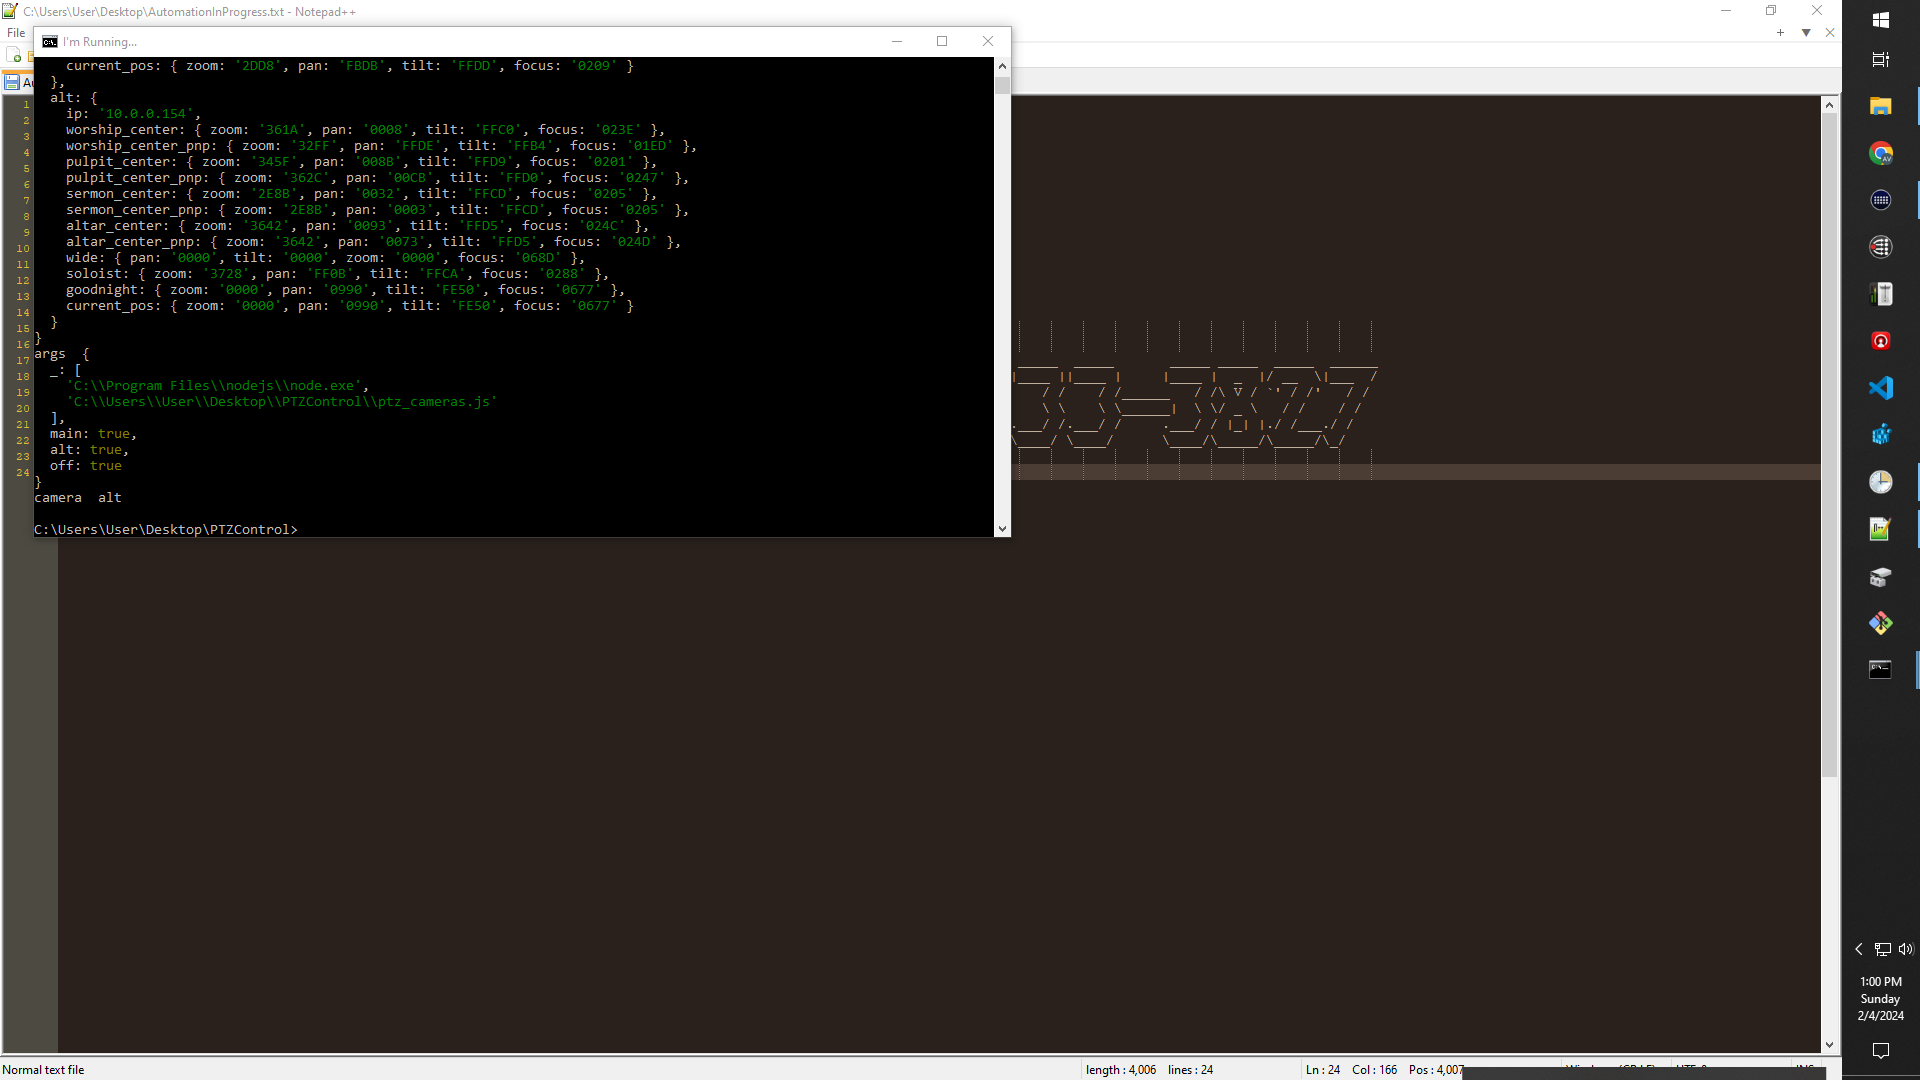 C:\Users\User\Desktop\AutomationInProgress.txt - Notepad++
File
I'm Running...
current_pos: { zoom: '2DD8', pan: 'FBDB', tilt: 'FFDD', focus: '0209' }
},
alt: {
ip: '10.0.0.154',
worship_center: { zoom: '361A', pan: '0008', tilt: 'FFC0', focus: '023E' },
worship_center_pnp: { zoom: '32FF', pan: 'FFDE', tilt: 'FFB4', focus: '01ED' },
pulpit_center: { zoom: '345F', pan: '008B', tilt: 'FFD9', focus: '0201' },
pulpit_center_pnp: { zoom: '362C', pan: '00CB', tilt: 'FFD0', focus: '0247' },
sermon_center: { zoom: '2E8B', pan: '0032', tilt: 'FFCD', focus: '0205' },
sermon_center_pnp: { zoom: '2E8B', pan: '0003', tilt: 'FFCD', focus: '0205' },
altar_center: { zoom: '3642', pan: '0093', tilt: 'FFD5', focus: '024C' },
altar_center_pnp: { zoom: '3642', pan: '0073', tilt: 'FFD5', focus: '024D' },
wide: { pan: '0000', tilt: '0000', zoom: '0000', focus: '068D' },
soloist: { zoom: '3728', pan: 'FF0B', tilt: 'FFCA', focus: '0288' },
goodnight: { zoom: '0000', pan: '0990', tilt: 'FE50', focus: '0677' },
current_pos: { zoom: '0000', pan: '0990', tilt: 'FE50', focus: '0677' }
}
}
args {
_: [
'C:\\Program Files\\nodejs\\node.exe',
'C:\\Users\\User\\Desktop\\PTZControl\\ptz_cameras.js'
],
main: true,
alt: true,
off: true
}
camera alt
C:\Users\User\Desktop\PTZControl>
1
2
3
4
5
6
7
8
9
10
11
12
13
14
15
16
17
18
19
20
21
22
23
24
-3827
1:00 PM
Sunday
2/4/2024
Normal text file
length : 4,006 lines : 24
Ln : 24 Col : 166 Pos : 4,007